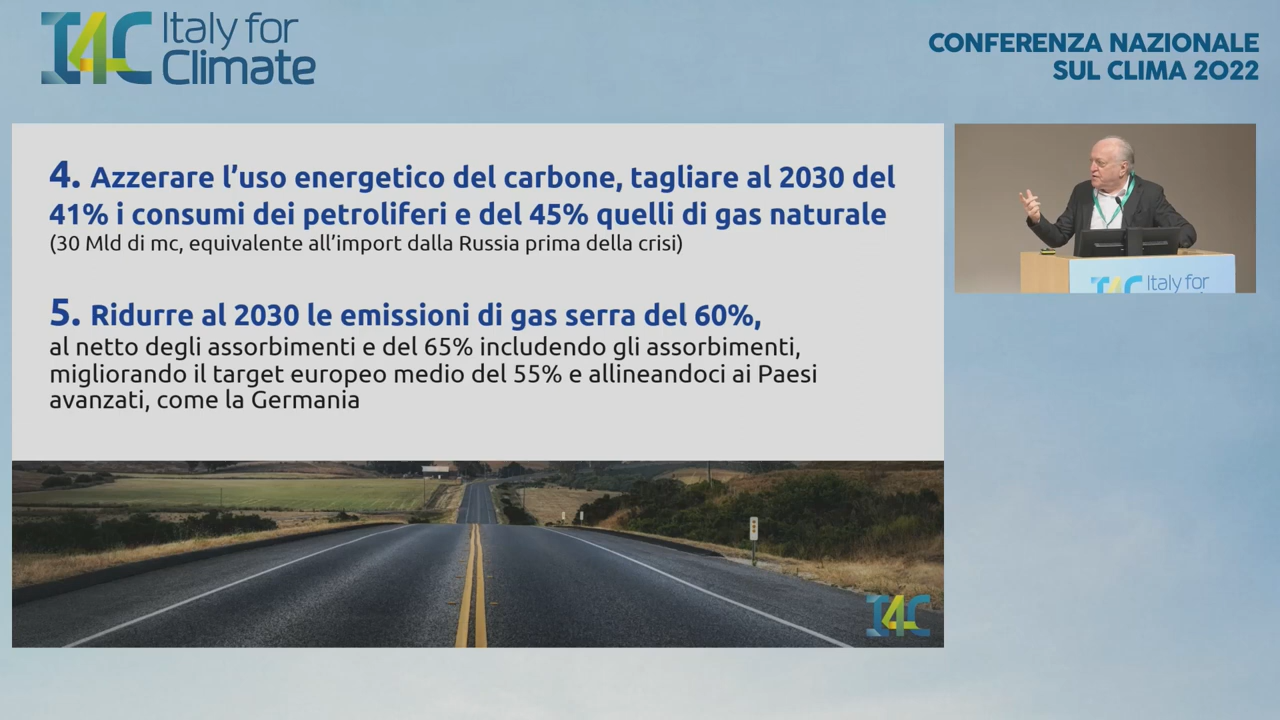 I4C Italy for
Climate
CONFERENZA NAZIONALE
SUL CLIMA 2022
4. Azzerare l’uso energetico del carbone, tagliare al 2030 del
41% i consumi dei petroliferi e del 45% quelli di gas naturale
(30 Mld di mc, equivalente all’import dalla Russia prima della crisi)
5. Ridurre al 2030 le emissioni di gas serra del 60%,
al netto degli assorbimenti e del 65% includendo gli assorbimenti,
migliorando il target europeo medio del 55% e allineandoci ai Paesi
avanzati, come la Germania
I4C
I4C Italy for